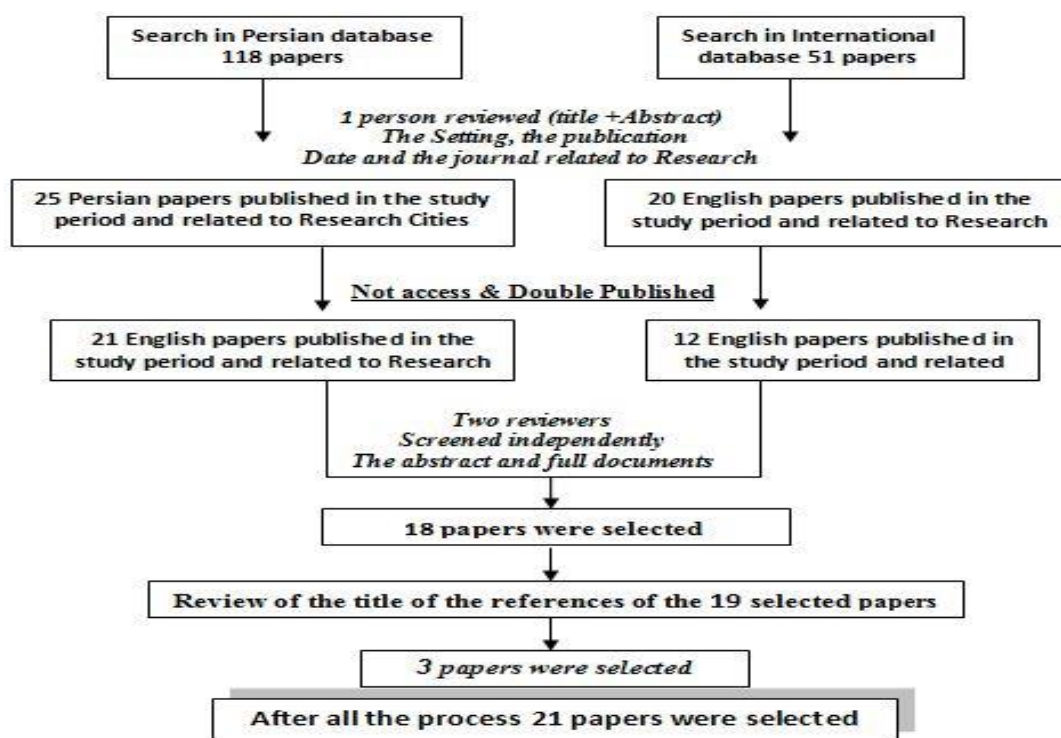 Search in Persian database
118 papers
Search in International
database 51 papers
1 person reviewed (title +Abstract)
The Setting, the publication
Date and the journal related to Research
25 Persian papers published in the study
period and related to Research Cities
20 English papers published in the
study period and related to Research
Not access & Double Published
21 English papers published in the
study period and related to Research
12 English papers published in
the study period and related
Two reviewers
Screened independently
The abstract and full documents
18 papers were selected
Review of the title of the references of the 19 selected papers
3 papers were selected
After all the process 21 papers were selected